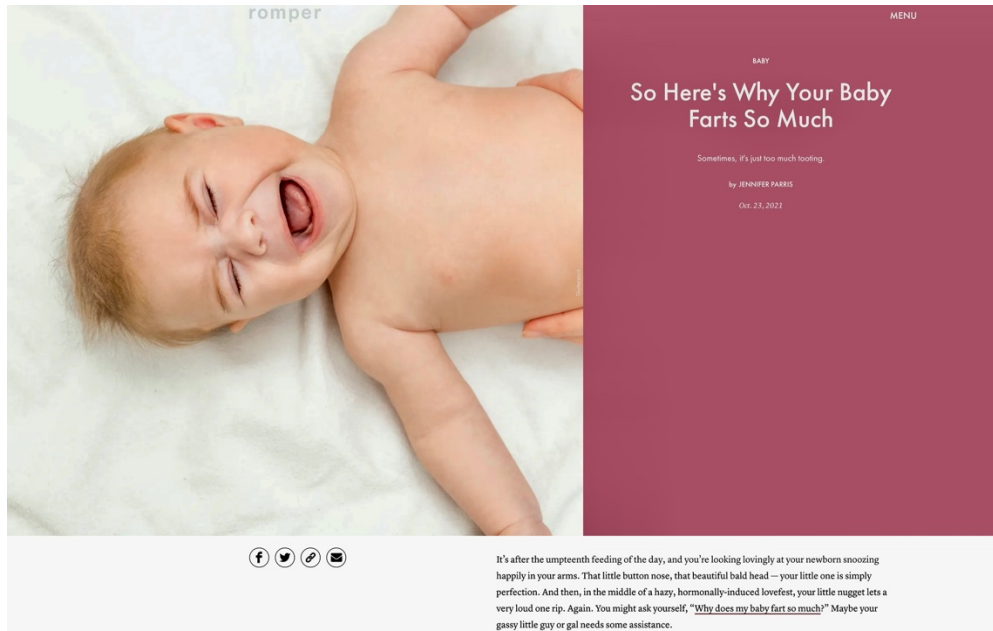 romper
MENU
BABY
So Here's Why Your Baby
Farts So Much
Sometimes, it's just too much tooting.
by JENNIFER PARRIS
Oct. 23, 2021
It's after the umpteenth feeding of the day, and you're looking lovingly at your newborn snoozing
happily in your arms. That little button nose, that beautiful bald head — your little one is simply
perfection. And then, in the middle of a hazy, hormonally-induced lovefest, your little nugget lets a
very loud one rip. Again. You might ask yourself, “Why does my baby fart so much?” Maybe your
gassy little guy or gal needs some assistance.